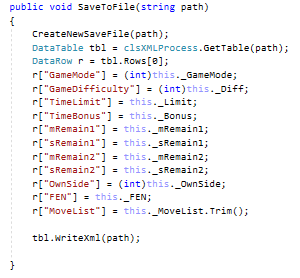 public void SaveToFile(string path)
{
CreateNewSaveFile(path);
DataTable tbl = clsXMLProcess.GetTable(path);
DataRow r = tbl.Rows[0];
r["GameMode"] = (int)this._GameMode;
r["GameDifficulty"] = (int)this._Diff;
r["TimeLimit"] = this._Limit;
r["TimeBonus"] = this._Bonus;
r["mRemain1"] = this._mRemain1;
r["sRemain1"] = this._sRemain1;
r["mRemain2"] = this._mRemain2;
r["sRemain2"] = this._sRemain2;
r["OwnSide"] = (int)this._OwnSide;
r["FEN"] = this._FEN;
r["MoveList"] = this._MoveList.Trim();
tbl.WriteXml(path);
}